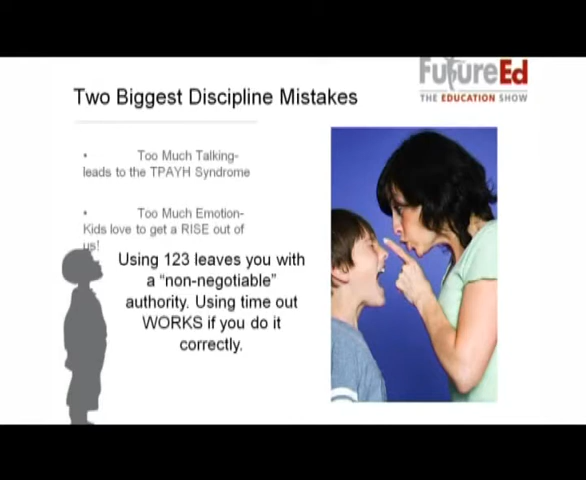 FutureEd
THE EDUCATION SHOW
Two Biggest Discipline Mistakes
• Too Much Talking-
leads to the TPAYH Syndrome
• Too Much Emotion-
Kids love to get a RISE out of
us!
Using 123 leaves you with
a “non-negotiable”
authority. Using time out
WORKS if you do it
correctly.